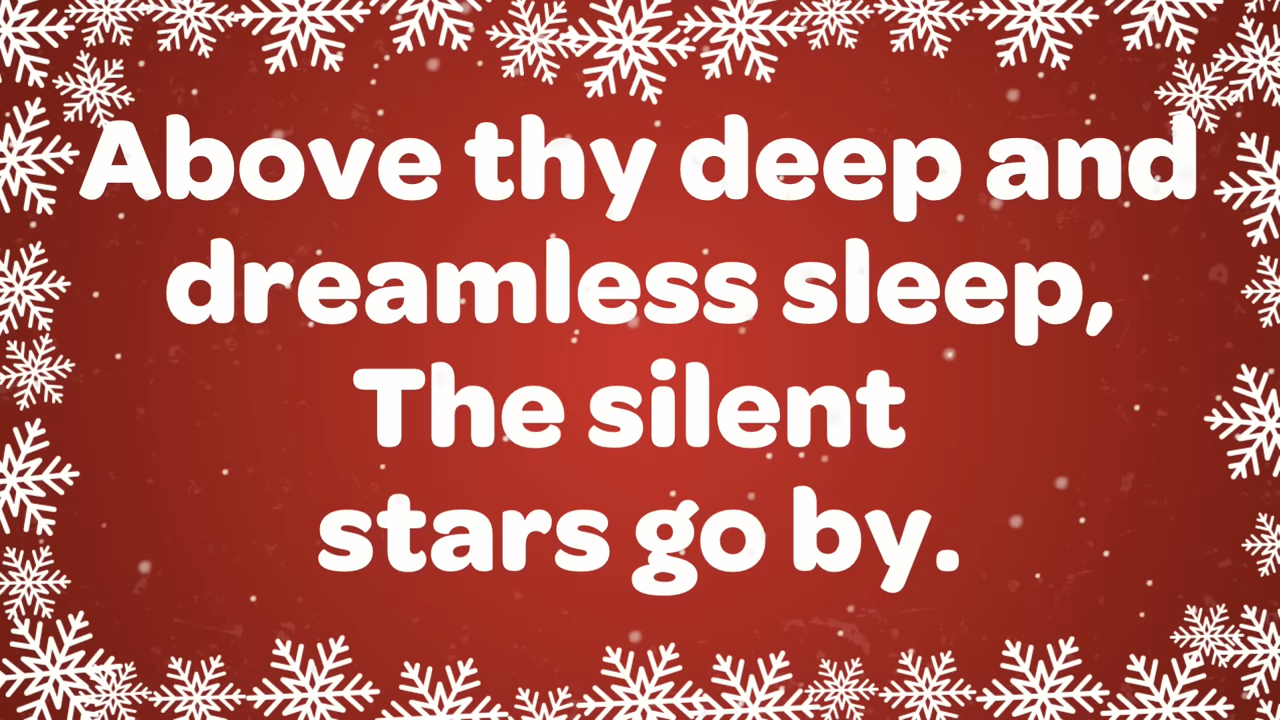 Above thy deep and
dreamless sleep,
The silent
stars go by.